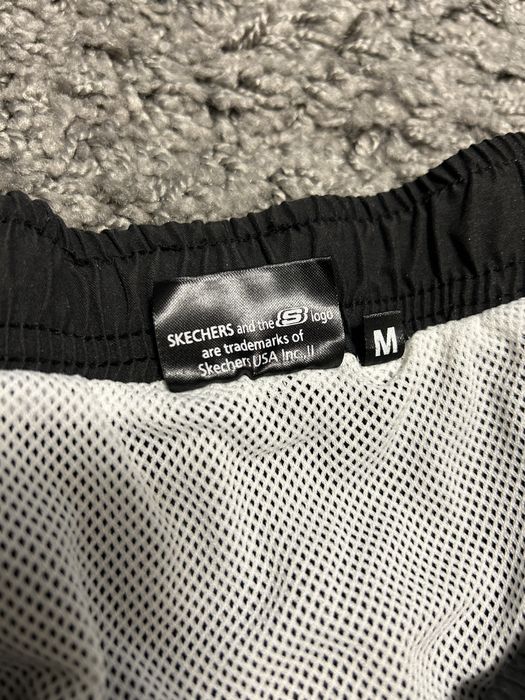 SKECHERS and the S logo
are trademarks of
Skechers USA Inc. II
M